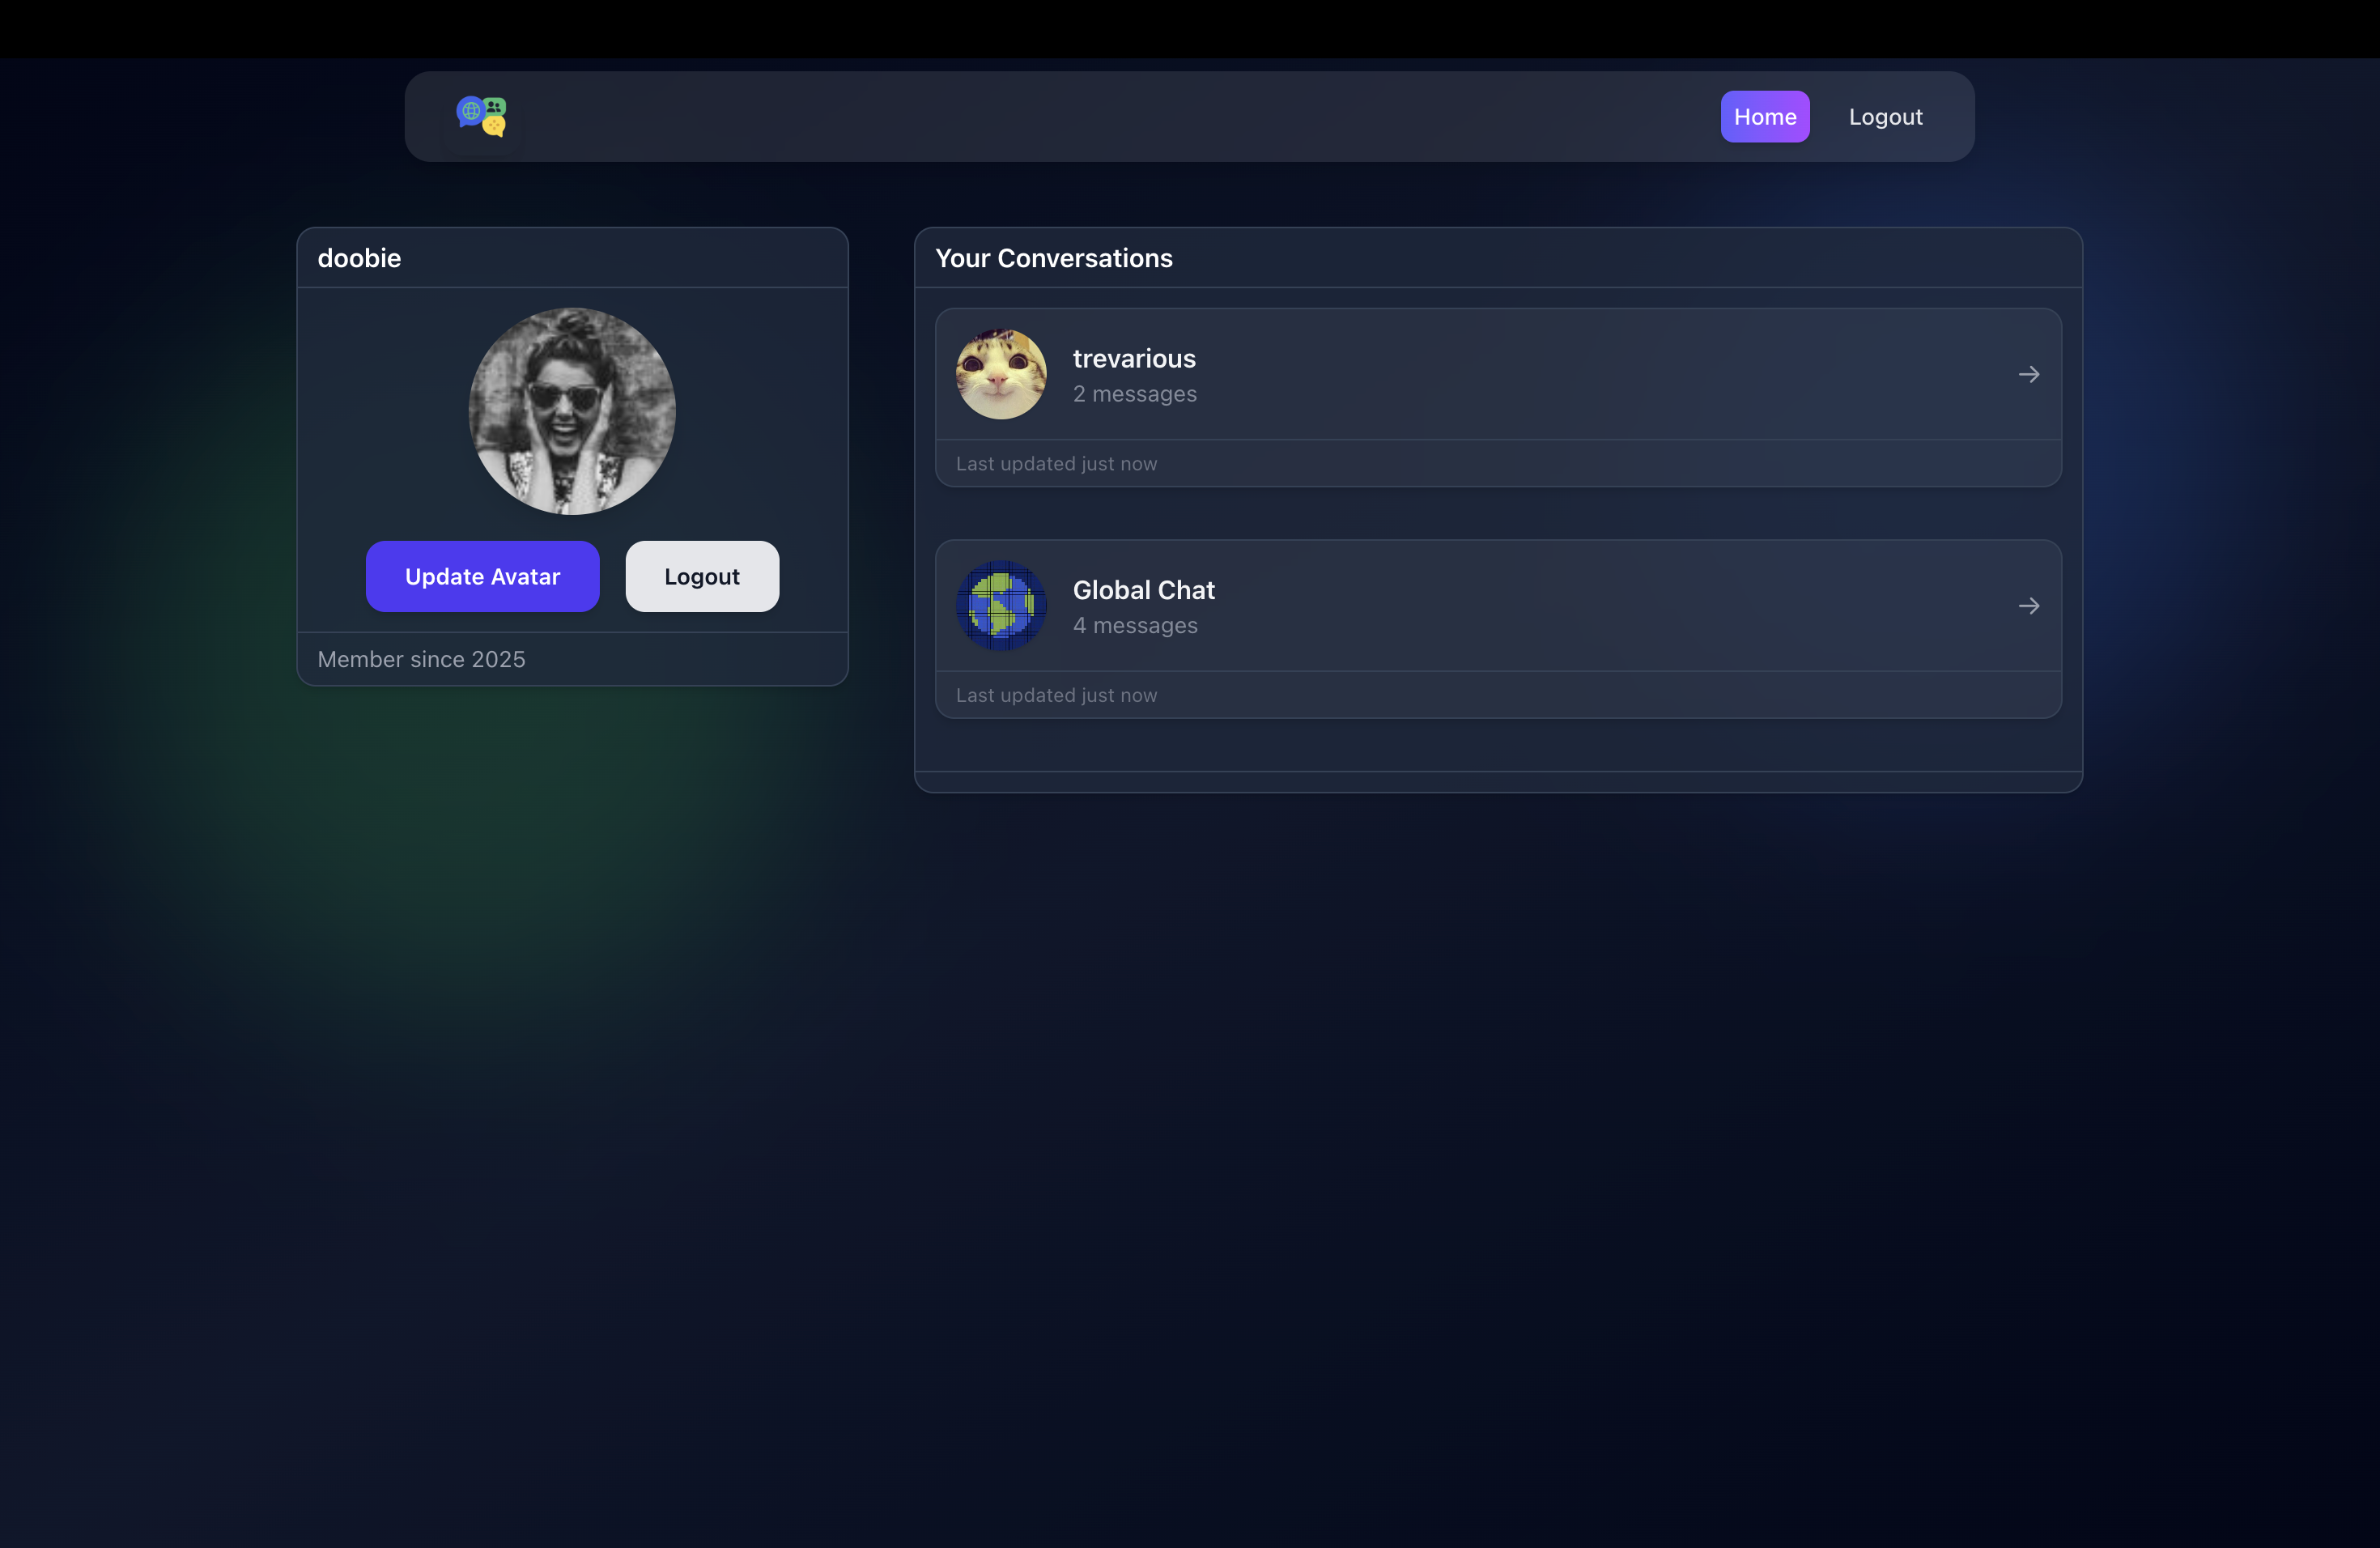 Home
Logout
doobie
Update Avatar
Logout
Member since 2025
Your Conversations
trevarious
2 messages
Last updated just now
Global Chat
4 messages
Last updated just now